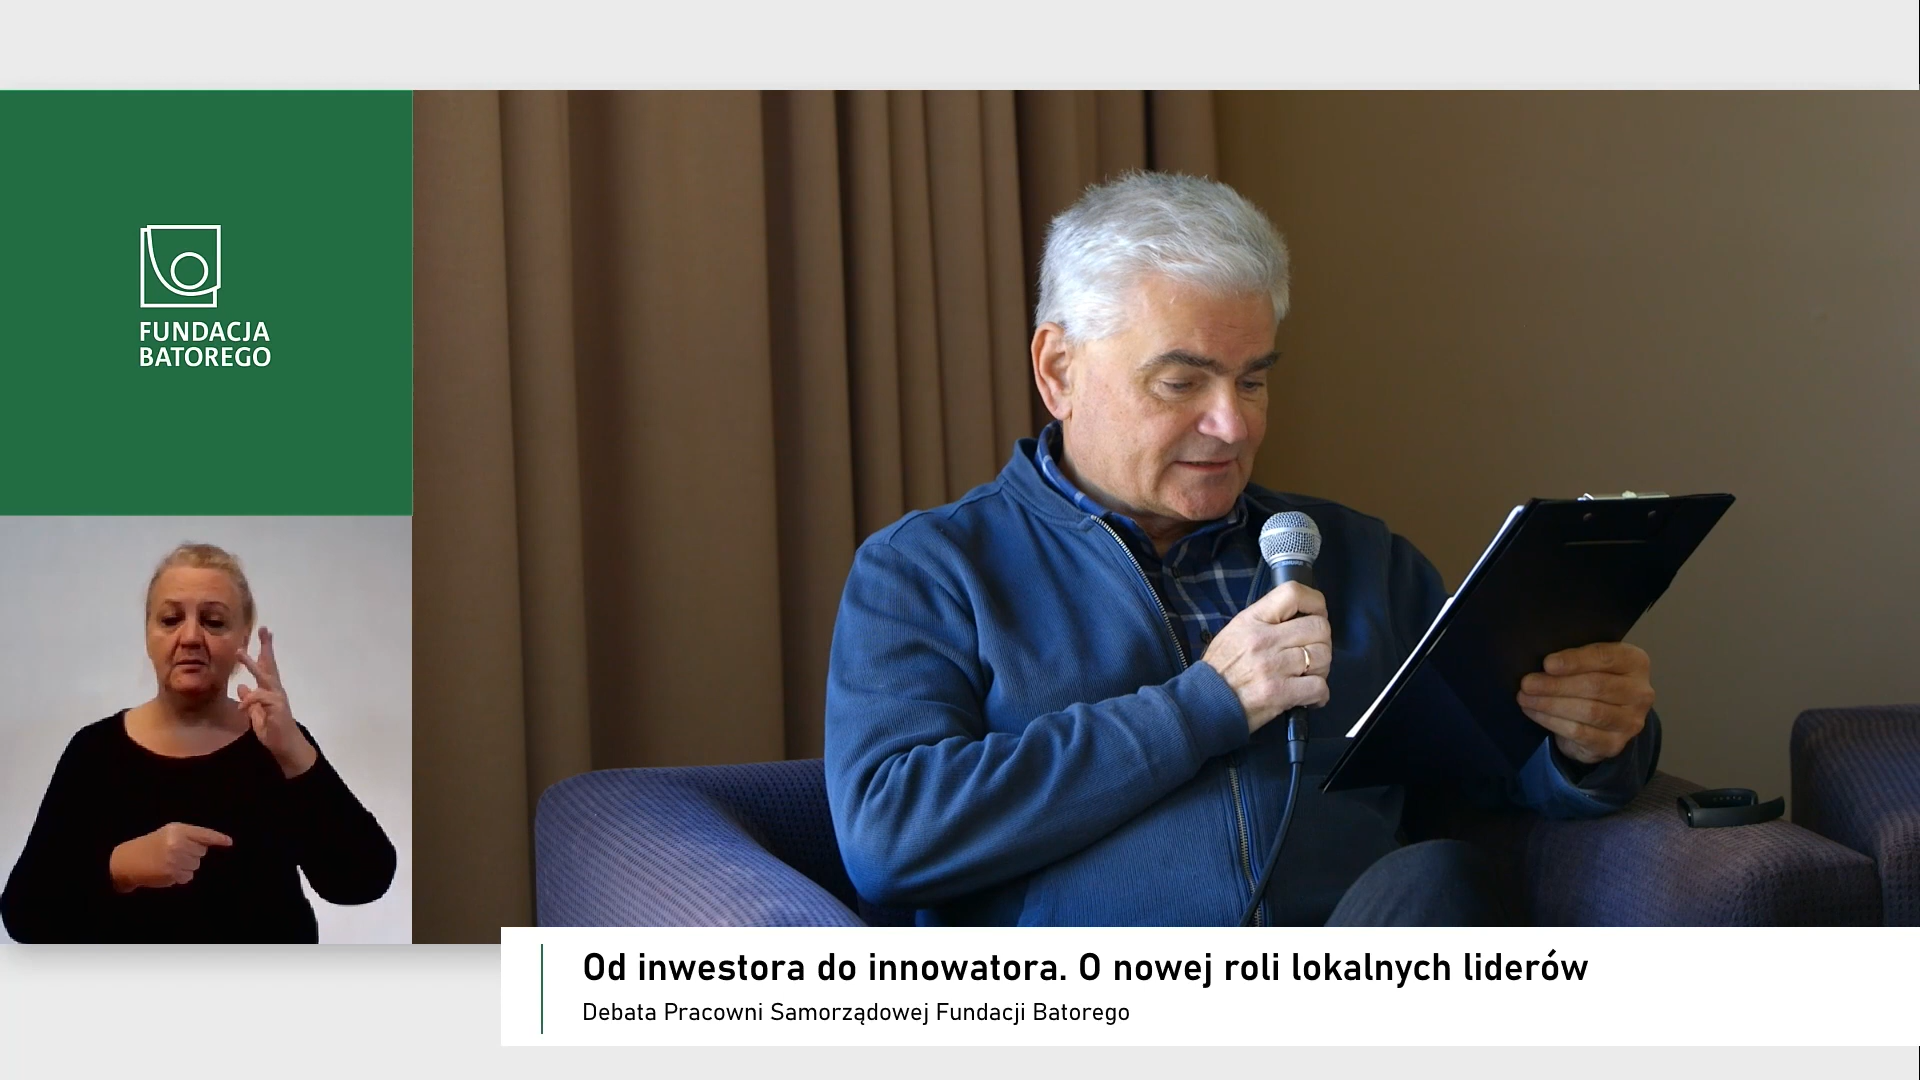 FUNDACJA
BATOREGO
Od inwestora do innowatora. O nowej roli lokalnych liderów
Debata Pracowni Samorządowej Fundacji Batorego